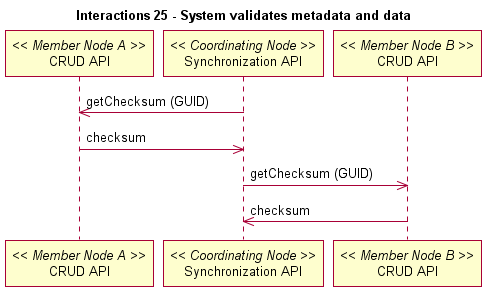 Interactions 25 - System validates metadata and data
<< Member Node A >>
CRUD API
<< Coordinating Node >>
Synchronization API
<< Member Node B >>
CRUD API
getChecksum (GUID)
checksum
getChecksum (GUID)
checksum
<< Member Node A >>
CRUD API
<< Coordinating Node >>
Synchronization API
<< Member Node B >>
CRUD API